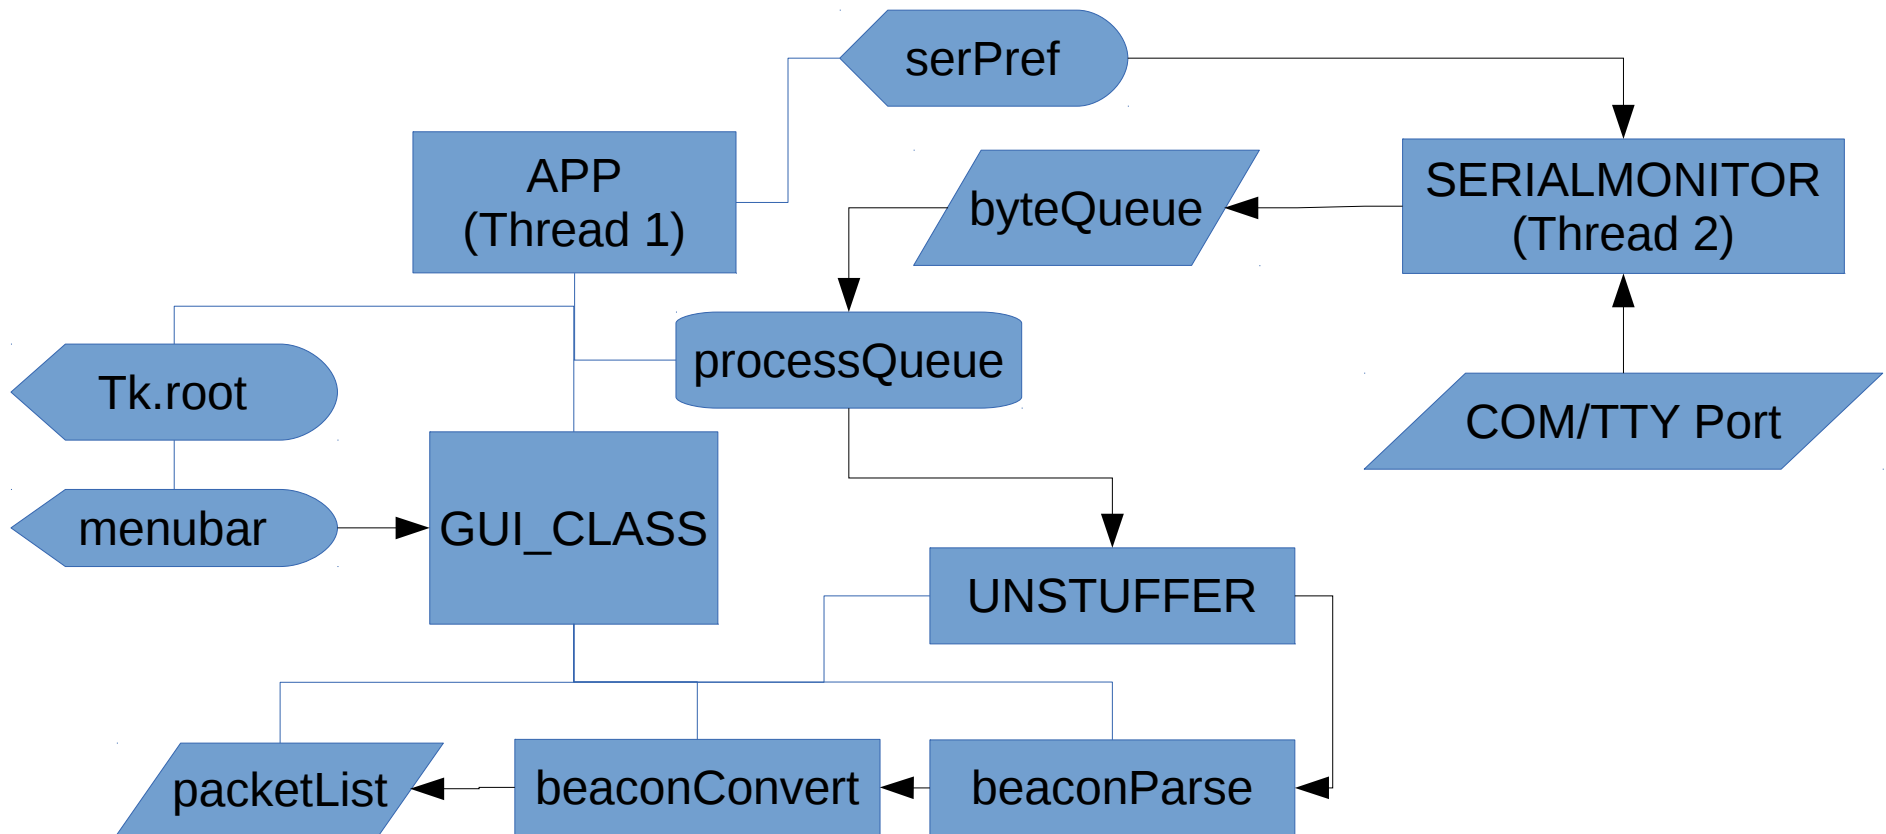 serPref
APP
(Thread 1)
byteQueue
SERIALMONITOR
(Thread 2)
processQueue
Tk.root
COM/TTY Port
menubar
GUI_CLASS
UNSTUFFER
packetList
beaconConvert
beaconParse